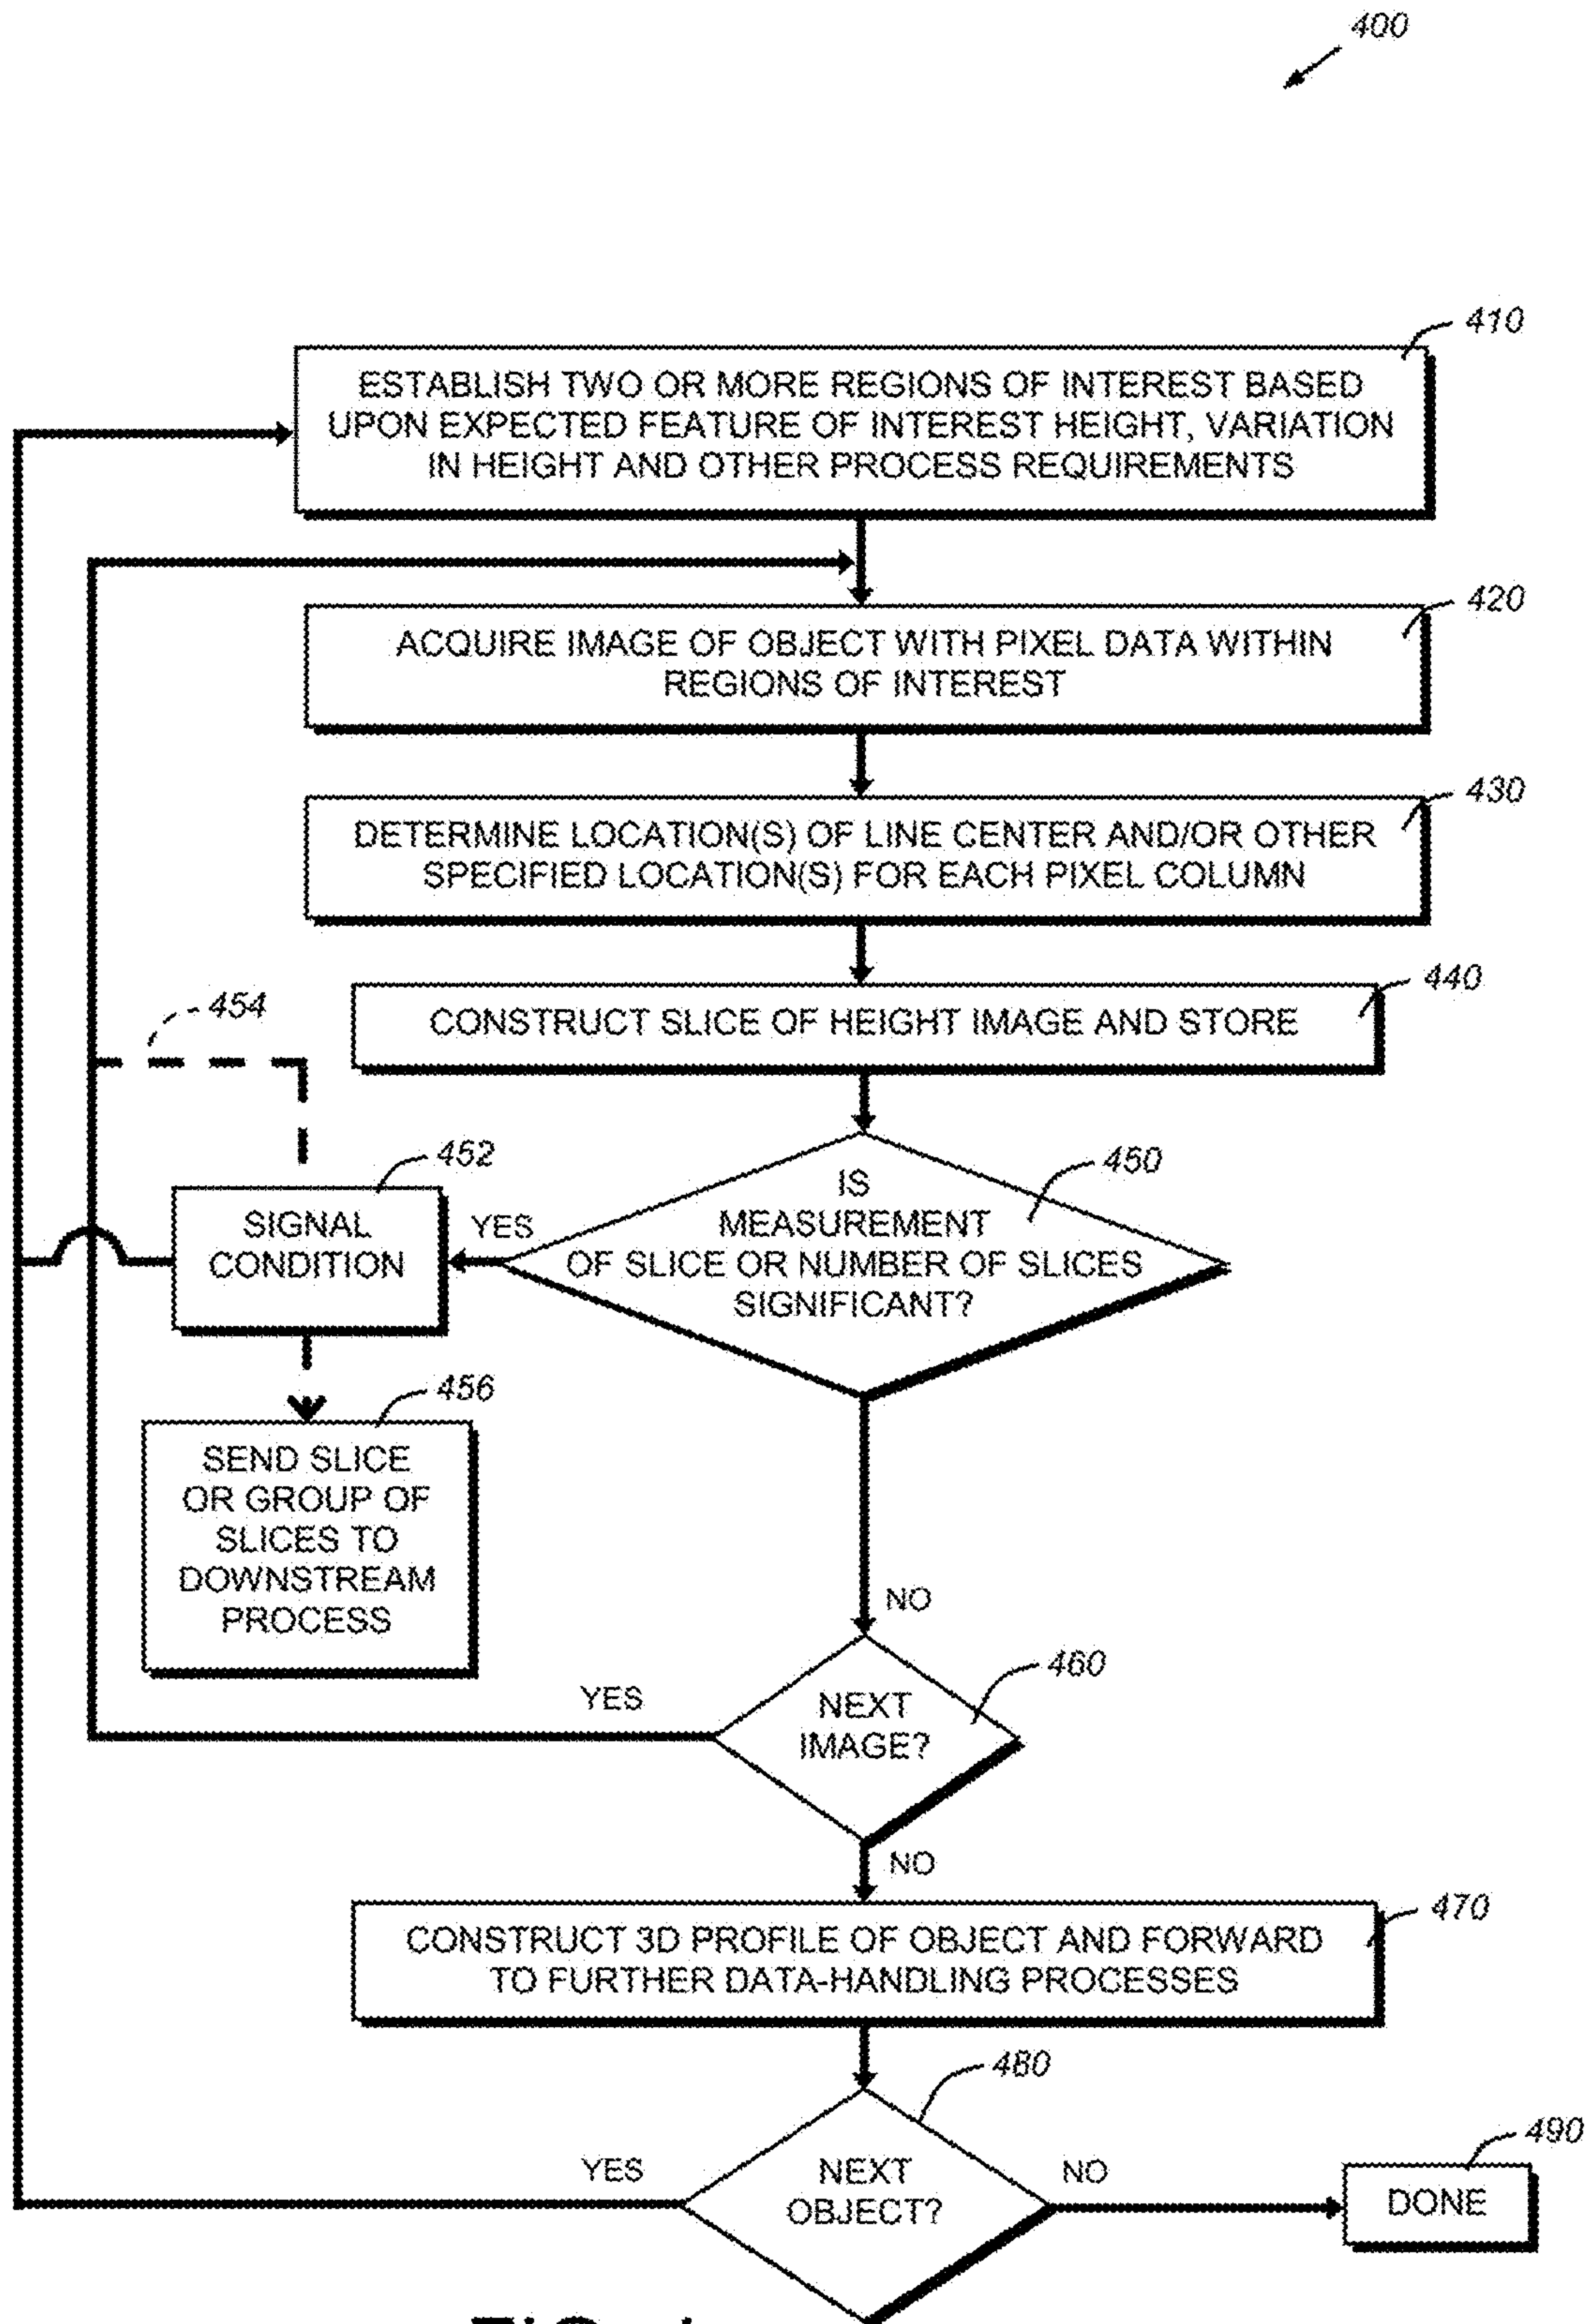 400
410
ESTABLISH TWO OR MORE REGIONS OF INTEREST BASED
UPON EXPECTED FEATURE OF INTEREST HEIGHT, VARIATION
IN HEIGHT AND OTHER PROCESS REQUIREMENTS
420
ACQUIRE IMAGE OF OBJECT WITH PIXEL DATA WITHIN
REGIONS OF INTEREST
430
DETERMINE LOCATION(S) OF LINE CENTER AND/OR OTHER
SPECIFIED LOCATION(S) FOR EACH PIXEL COLUMN
440
CONSTRUCT SLICE OF HEIGHT IMAGE AND STORE
454
452
SIGNAL
CONDITION
YES
450
IS
MEASUREMENT
OF SLICE OR NUMBER OF SLICES
SIGNIFICANT?
456
SEND SLICE
OR GROUP OF
SLICES TO
DOWNSTREAM
PROCESS
NO
460
NEXT
IMAGE?
YES
NO
470
CONSTRUCT 3D PROFILE OF OBJECT AND FORWARD
TO FURTHER DATA-HANDLING PROCESSES
480
NEXT
OBJECT?
YES
NO
490
DONE